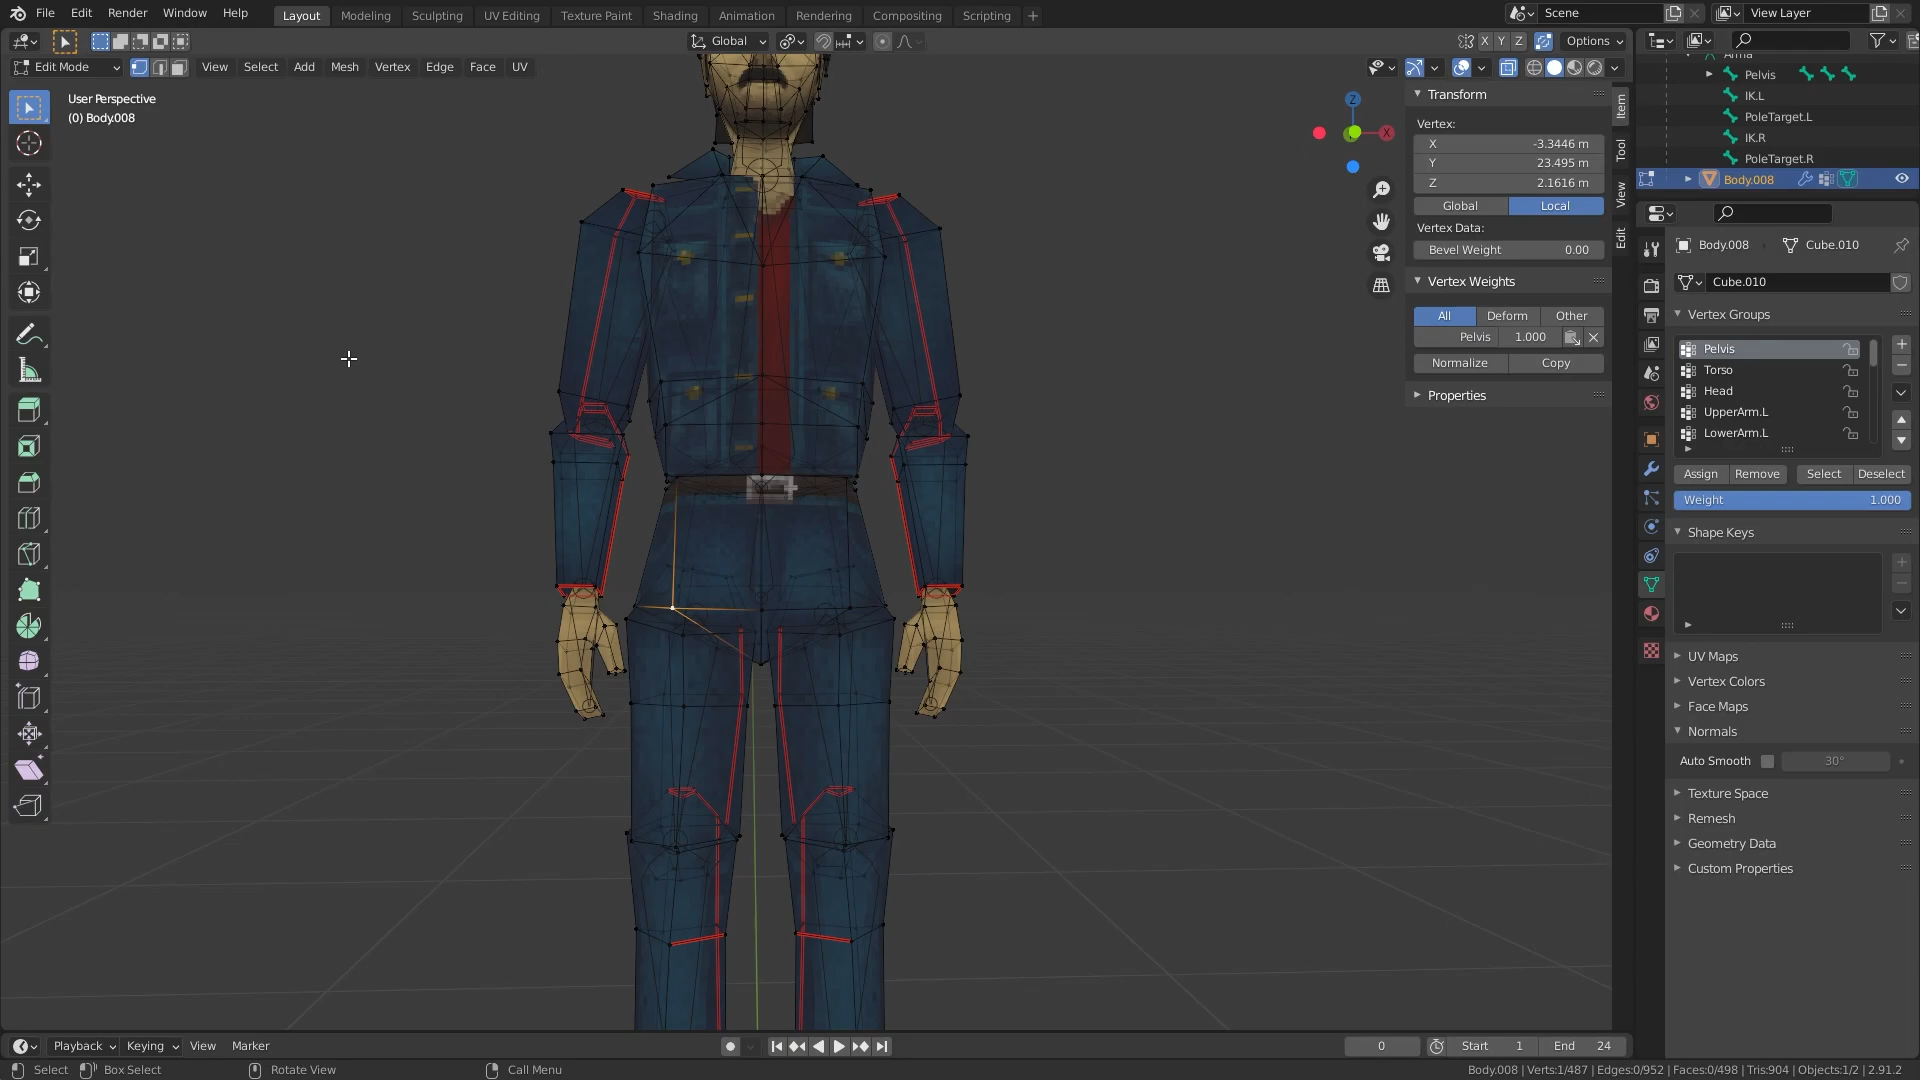 File Edit Render Window Help Layout Modeling Sculpting UV Editing Texture Paint Shading Animation Rendering Compositing Scripting + Scene View Layer
Global X Y Z Options
Edit Mode View Select Add Mesh Vertex Edge Face UV
User Perspective
(0) Body.008
Z
X
Transform
Vertex:
X -3.3446 m
Y 23.495 m
Z 2.1616 m
Global Local
Vertex Data:
Bevel Weight 0.00
Vertex Weights
All Deform Other
Pelvis 1.000
Normalize Copy
Properties
Item
Tool
View
Edit
Pelvis
IK.L
PoleTarget.L
IK.R
PoleTarget.R
Body.008
Body.008 Cube.010
Cube.010
Vertex Groups
Pelvis
Torso
Head
UpperArm.L
LowerArm.L
Assign Remove Select Deselect
Weight 1.000
Shape Keys
UV Maps
Vertex Colors
Face Maps
Normals
Auto Smooth 30°
Texture Space
Remesh
Geometry Data
Custom Properties
Playback Keying View Marker 0 Start 1 End 24
Select Box Select Rotate View Call Menu Body.008 | Verts:1/487 | Edges:0/952 | Faces:0/498 | Tris:904 | Objects:1/2 | 2.91.2